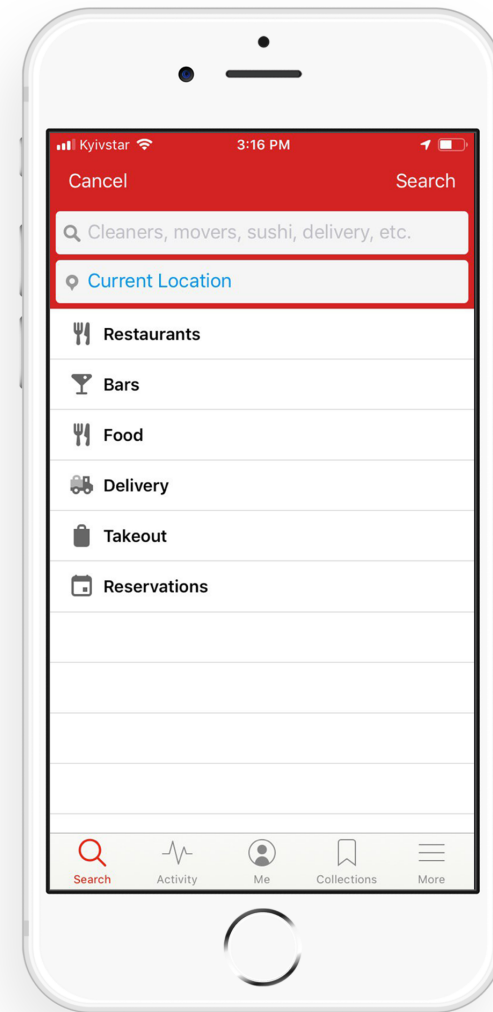 Kyivstar 3:16 PM
Cancel Search
Cleaners, movers, sushi, delivery, etc.
Current Location
Restaurants
Bars
Food
Delivery
Takeout
Reservations
Search Activity Me Collections More